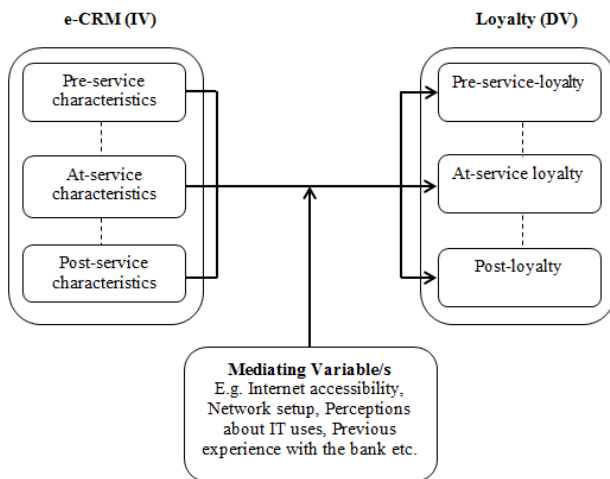 e-CRM (IV)
Loyalty (DV)
Pre-service
characteristics
At-service
characteristics
Post-service
characteristics
Pre-service-loyalty
At-service loyalty
Post-loyalty
Mediating Variable/s
E.g. Internet accessibility,
Network setup, Perceptions
about IT uses, Previous
experience with the bank etc.